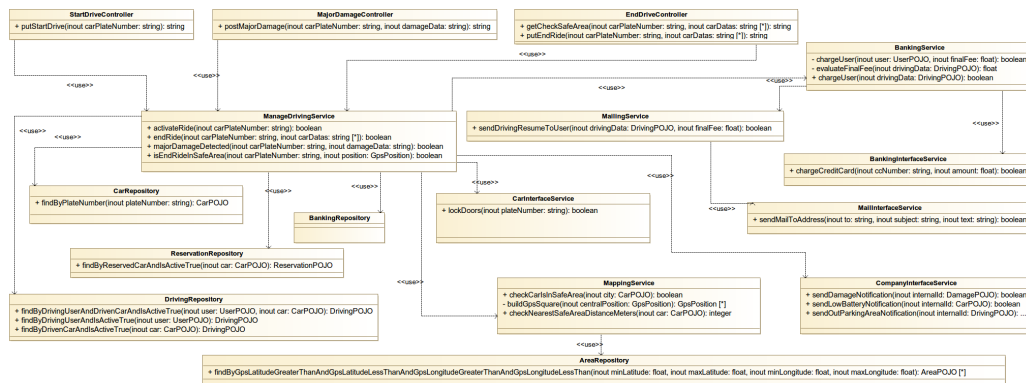 StartDriveController
+ putStartDrive(inout carPlateNumber: string): string
MajorDamageController
+ postMajorDamage(inout carPlateNumber: string, inout damageData: string): string
EndDriveController
+ getCheckSafeArea(inout carPlateNumber: string, inout carDatas: string [*]): string
+ putEndRide(inout carPlateNumber: string, inout carDatas: string [*]): string
BankingService
- chargeUser(inout user: UserPOJO, inout finalFee: float): boolean
- evaluateFinalFee(inout drivingData: DrivingPOJO): float
+ chargeUser(inout drivingData: DrivingPOJO): boolean
<<use>>
<<use>>
<<use>>
<<use>>
<<use>>
<<use>>
ManageDrivingService
+ activateRide(inout carPlateNumber: string): boolean
+ endRide(inout carPlateNumber: string, inout carDatas: string [*]): boolean
+ majorDamageDetected(inout carPlateNumber: string, inout damageData: string): boolean
+ isEndRideInSafeArea(inout carPlateNumber: string, inout position: GpsPosition): boolean
MailingService
+ sendDrivingResumeToUser(inout drivingData: DrivingPOJO, inout finalFee: float): boolean
<<use>>
<<use>>
<<use>>
BankingInterfaceService
+ chargeCreditCard(inout ccNumber: string, inout amount: float): boolean
CarRepository
+ findByPlateNumber(inout plateNumber: string): CarPOJO
<<use>>
<<use>>
<<use>>
BankingRepository
CarInterfaceService
+ lockDoors(inout plateNumber: string): boolean
<<use>>
MailInterfaceService
+ sendMailToAddress(inout to: string, inout subject: string, inout text: string): boolean
ReservationRepository
+ findByReservedCarAndIsActiveTrue(inout car: CarPOJO): ReservationPOJO
<<use>>
<<use>>
DrivingRepository
+ findByDrivingUserAndDrivenCarAndIsActiveTrue(inout user: UserPOJO, inout car: CarPOJO): DrivingPOJO
+ findByDrivingUserAndIsActiveTrue(inout user: UserPOJO): DrivingPOJO
+ findByDrivenCarAndIsActiveTrue(inout car: CarPOJO): DrivingPOJO
MappingService
+ checkCarIsInSafeArea(inout city: CarPOJO): boolean
- buildGpsSquare(inout centralPosition: GpsPosition): GpsPosition [*]
+ checkNearestSafeAreaDistanceMeters(inout car: CarPOJO): integer
CompanyInterfaceService
+ sendDamageNotification(inout internalId: DamagePOJO): boolean
+ sendLowBatteryNotification(inout internalId: CarPOJO): boolean
+ sendOutParkingAreaNotification(inout internalId: DrivingPOJO): ...
<<use>>
AreaRepository
+ findByGpsLatitudeGreaterThanAndGpsLatitudeLessThanAndGpsLongitudeGreaterThanAndGpsLongitudeLessThan(inout minLatitude: float, inout maxLatitude: float, inout minLongitude: float, inout maxLongitude: float): AreaPOJO [*]